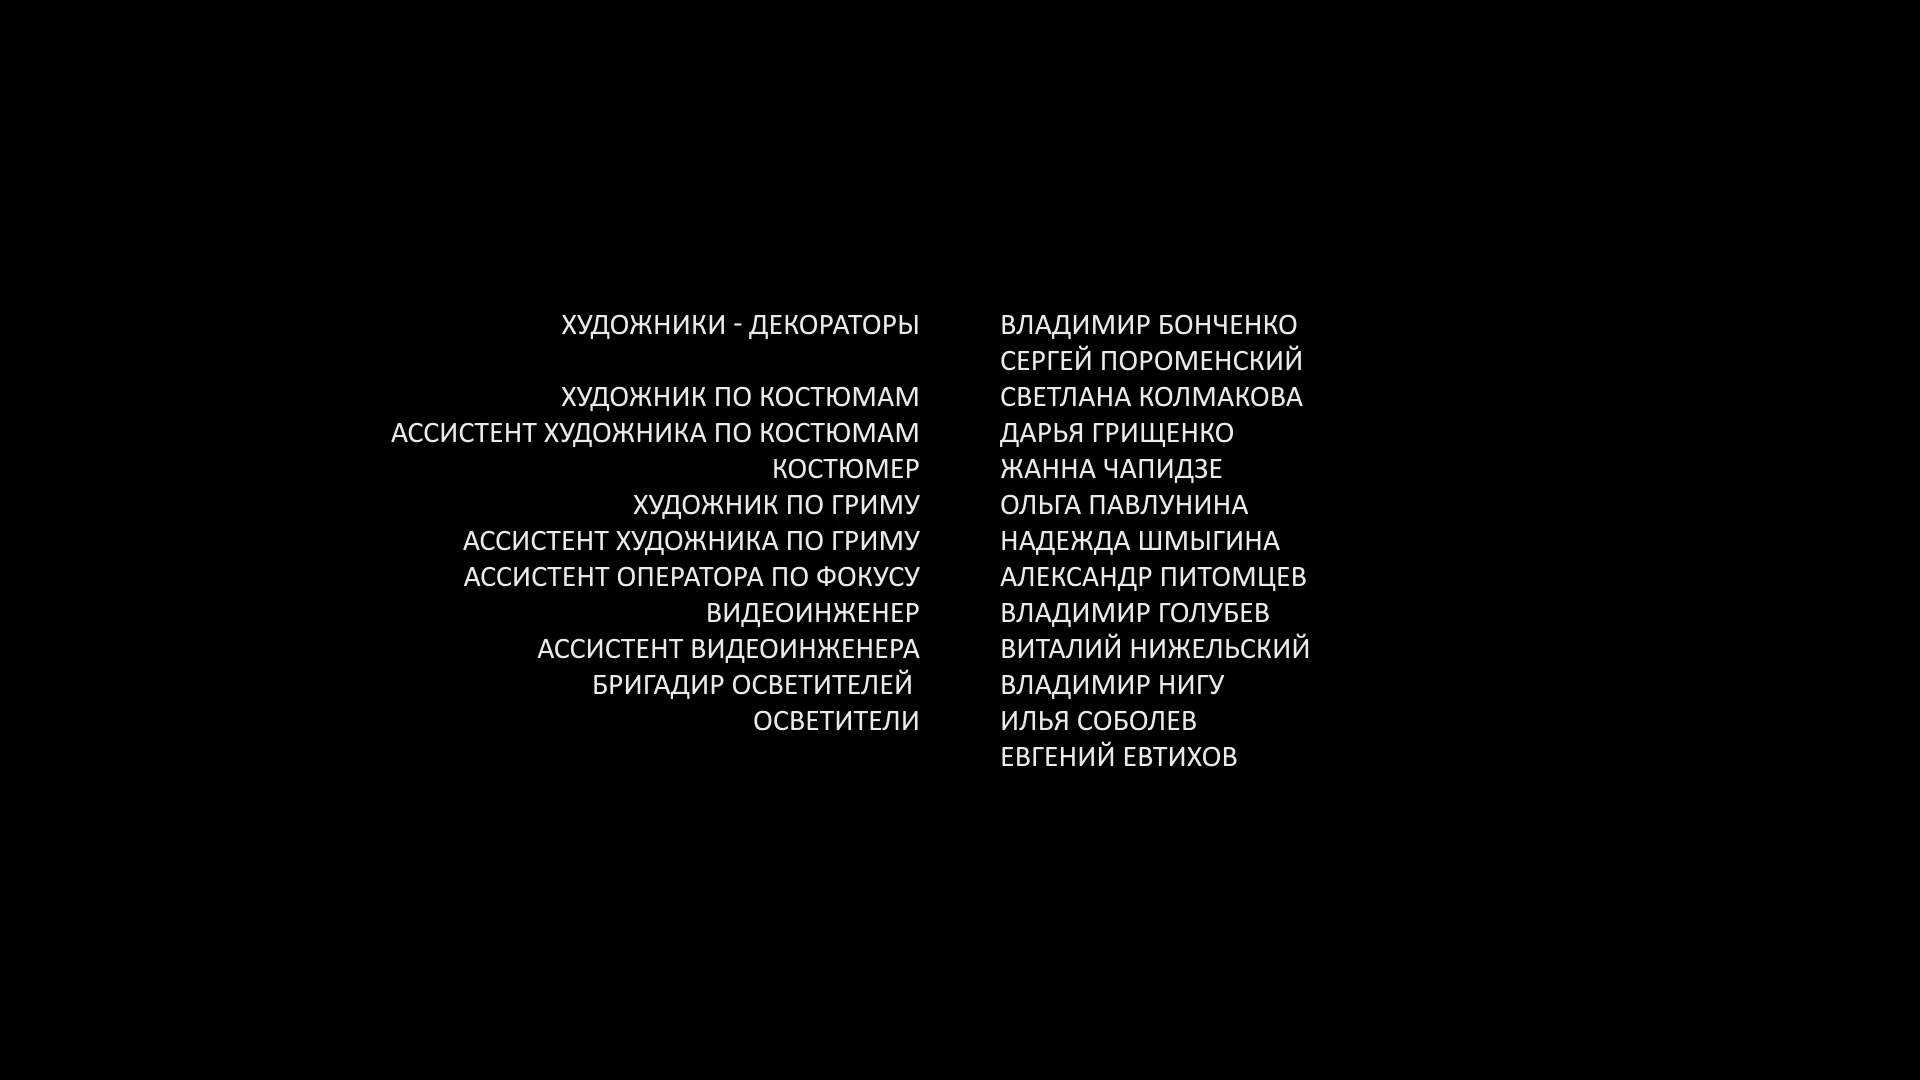 ХУДОЖНИКИ - ДЕКОРАТОРЫ ВЛАДИМИР БОНЧЕНКО
СЕРГЕЙ ПОРОМЕНСКИЙ
ХУДОЖНИК ПО КОСТЮМАМ СВЕТЛАНА КОЛМАКОВА
АССИСТЕНТ ХУДОЖНИКА ПО КОСТЮМАМ ДАРЬЯ ГРИЩЕНКО
КОСТЮМЕР ЖАННА ЧАПИДЗЕ
ХУДОЖНИК ПО ГРИМУ ОЛЬГА ПАВЛУНИНА
АССИСТЕНТ ХУДОЖНИКА ПО ГРИМУ НАДЕЖДА ШМЫГИНА
АССИСТЕНТ ОПЕРАТОРА ПО ФОКУСУ АЛЕКСАНДР ПИТОМЦЕВ
ВИДЕОИНЖЕНЕР ВЛАДИМИР ГОЛУБЕВ
АССИСТЕНТ ВИДЕОИНЖЕНЕРА ВИТАЛИЙ НИЖЕЛЬСКИЙ
БРИГАДИР ОСВЕТИТЕЛЕЙ ВЛАДИМИР НИГУ
ОСВЕТИТЕЛИ ИЛЬЯ СОБОЛЕВ
ЕВГЕНИЙ ЕВТИХОВ